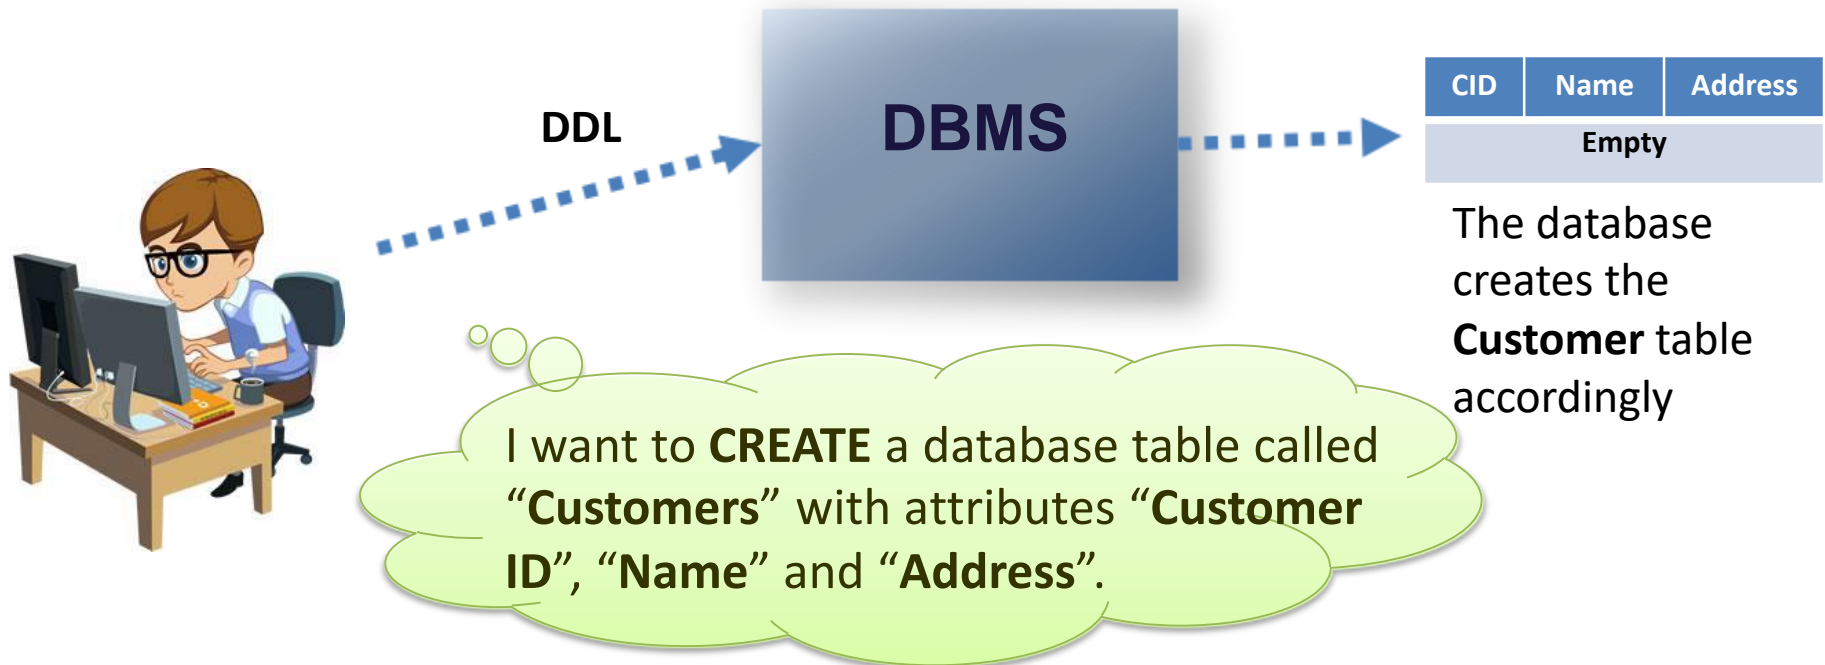 DDL
DBMS
CID Name Address
Empty
The database
creates the
Customer table
accordingly
I want to CREATE a database table called
“Customers” with attributes “Customer
ID”, “Name” and “Address”.